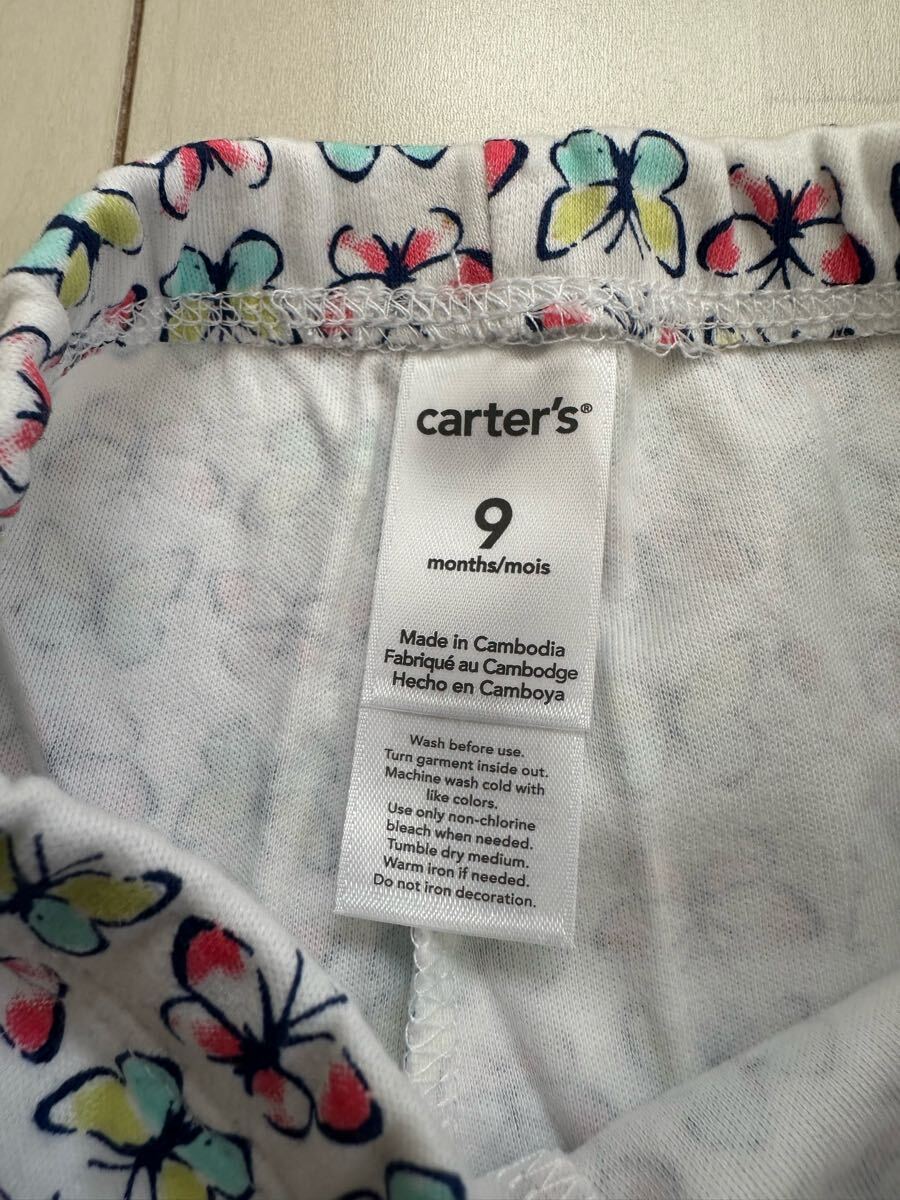 carter's®
9
months/mois
Made in Cambodia
Fabriqué au Cambodge
Hecho en Camboya
Wash before use.
Turn garment inside out.
Machine wash cold with
like colors.
Use only non-chlorine
bleach when needed.
Tumble dry medium.
Warm iron if needed.
Do not iron decoration.